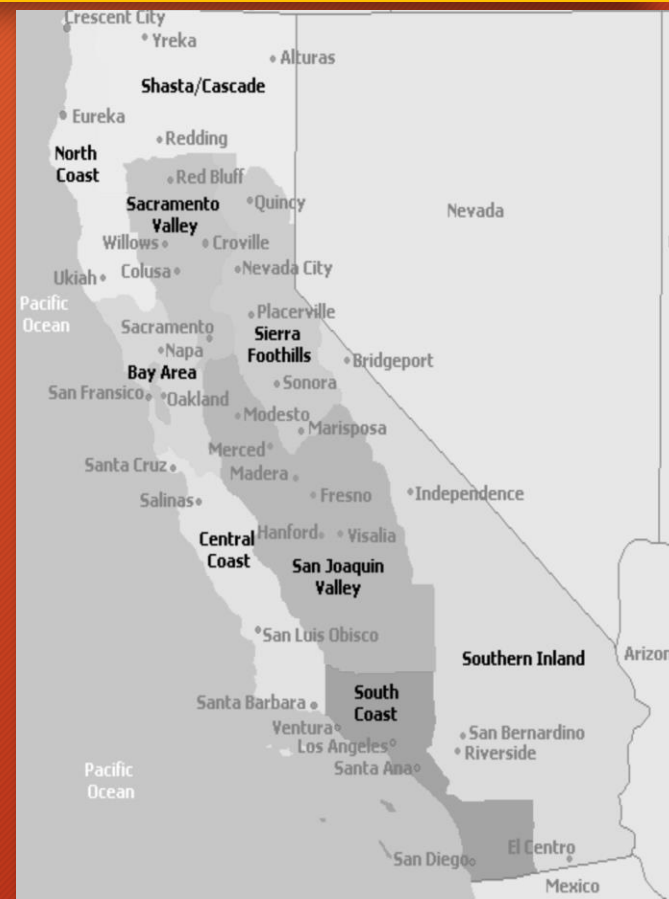 Crescent City
Yreka
Alturas
Shasta/Cascade
Eureka
Redding
North
Coast
Red Bluff
Sacramento
Valley
Quincy
Nevada
Willows
Croville
Ukiah
Colusa
Nevada City
Pacific
Ocean
Placerville
Sacramento
Sierra
Foothills
Napa
Bay Area
Bridgeport
San Fransico
Oakland
Sonora
Modesto
Marisposa
Merced
Santa Cruz
Madera
Salinas
Fresno
Independence
Central
Coast
Hanford
Visalia
San Joaquin
Valley
San Luis Obisco
Southern Inland
Arizon
Santa Barbara
South
Coast
Ventura
Los Angeles
San Bernardino
Riverside
Santa Ana
Pacific
Ocean
San Diego
El Centro
Mexico